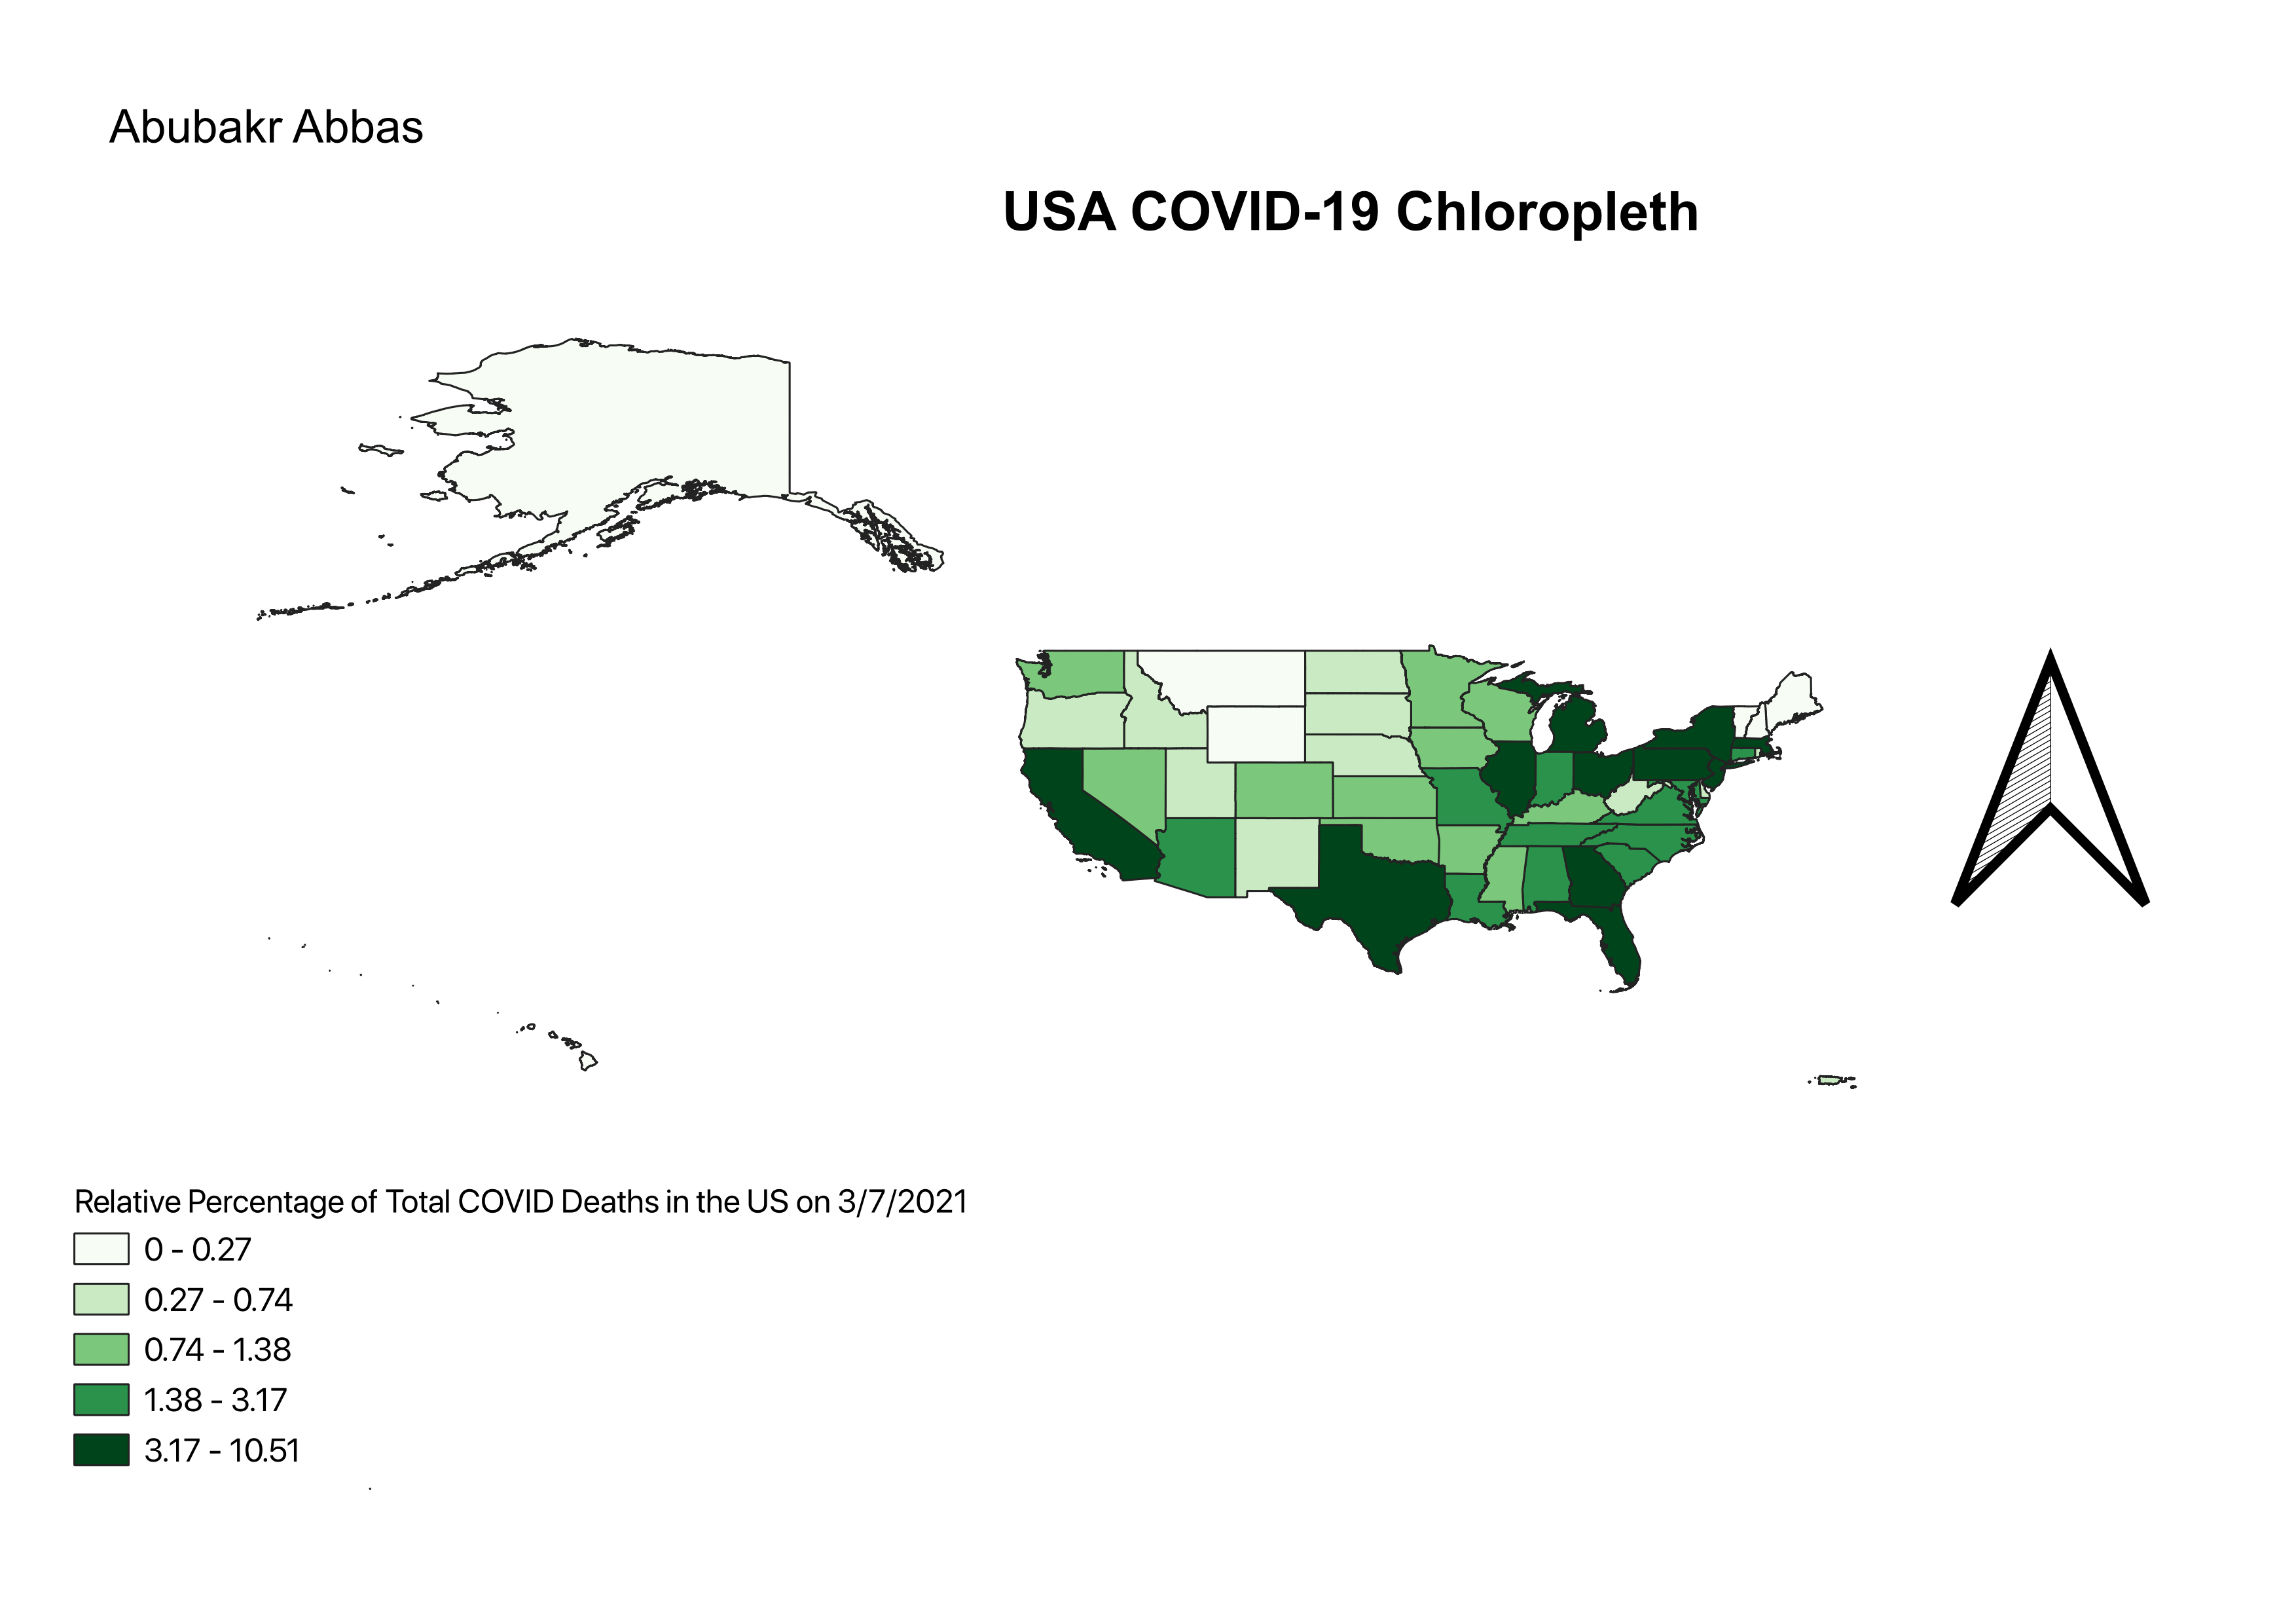 Abubakr Abbas
USA COVID-19 Chloropleth
Relative Percentage of Total COVID Deaths in the US on 3/7/2021
0 - 0.27
0.27 - 0.74
0.74 - 1.38
1.38 - 3.17
3.17 - 10.51